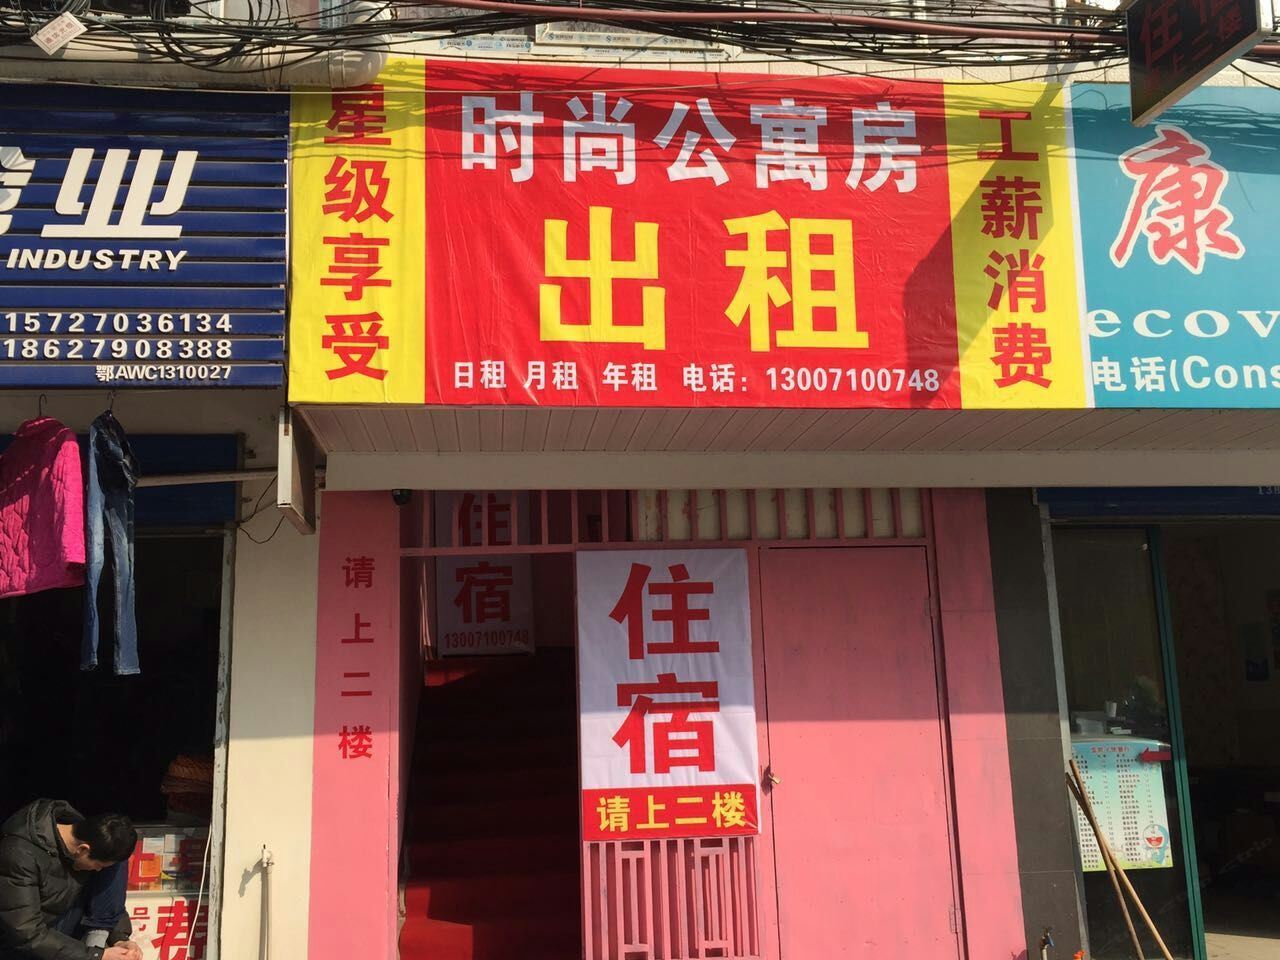 业
INDUSTRY
15727036134
18627908388
鄂AWC1310027
星级享受
时尚公寓房
出租
日租 月租 年租 电话：13007100748
工薪消费
康
ecov
电话(Cons
住宿
请上二楼
住宿
13007100748
住宿
请上二楼
费